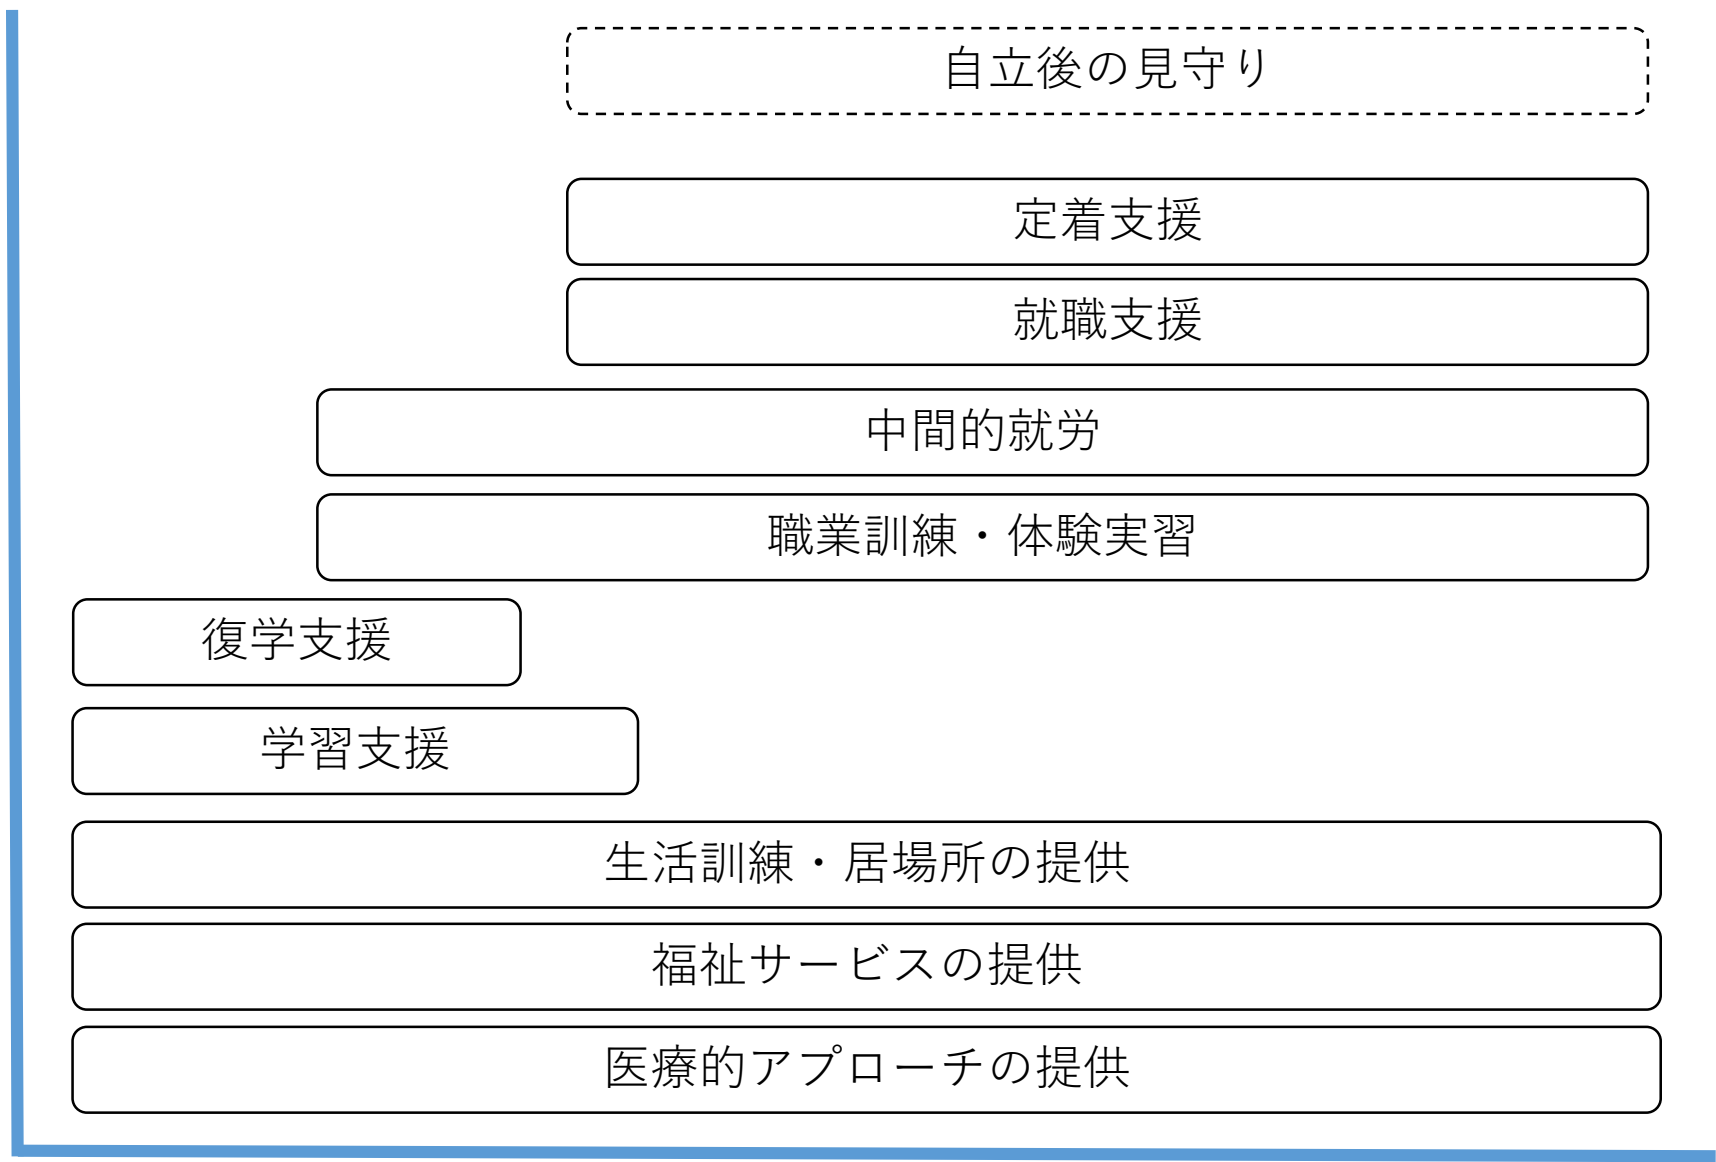 自立後の見守り
定着支援
就職支援
中間的就労
職業訓練・体験実習
復学支援
学習支援
生活訓練・居場所の提供
福祉サービスの提供
医療的アプローチの提供